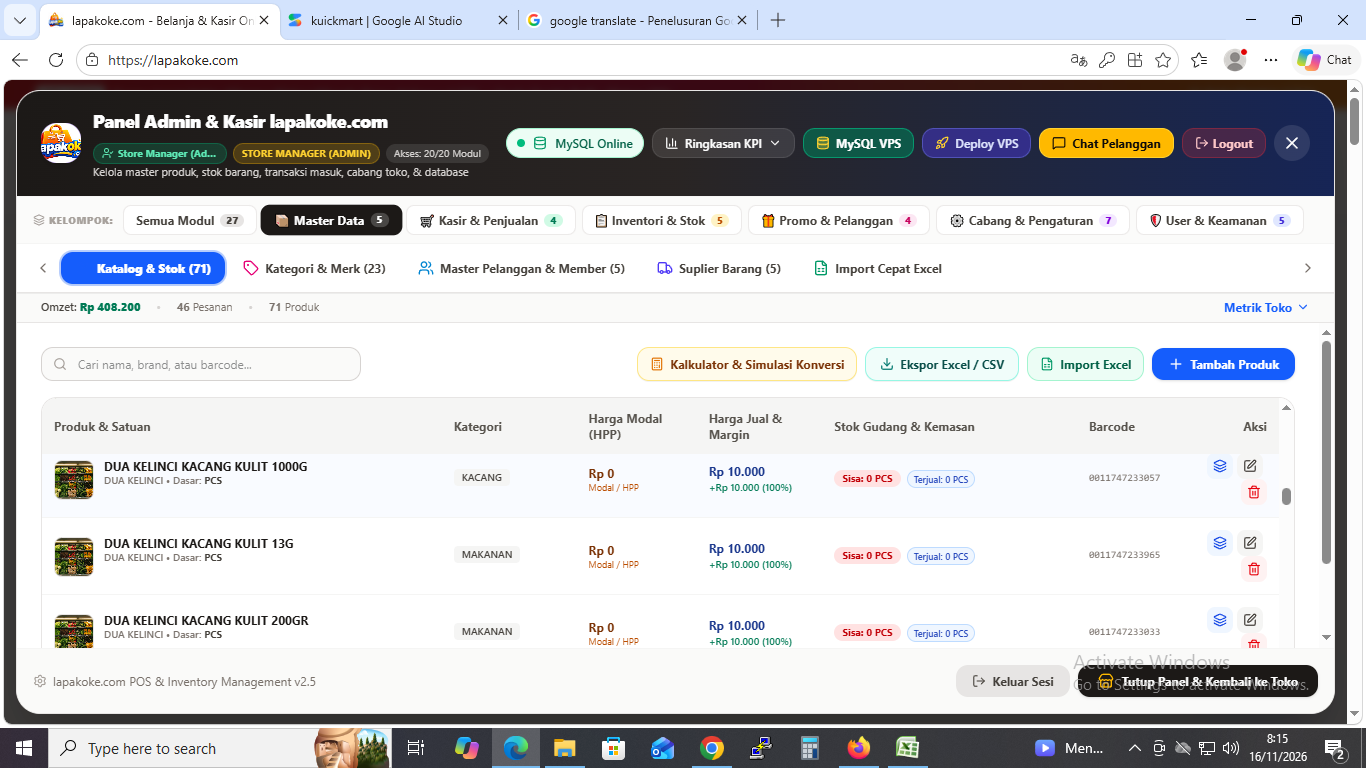 lapakoke.com - Belanja & Kasir On
kuickmart | Google AI Studio
google translate - Penelusuran Go
https://lapakoke.com
Chat
Panel Admin & Kasir lapakoke.com
Store Manager (Ad...
STORE MANAGER (ADMIN)
Akses: 20/20 Modul
Kelola master produk, stok barang, transaksi masuk, cabang toko, & database
MySQL Online
Ringkasan KPI
MySQL VPS
Deploy VPS
Chat Pelanggan
Logout
KELOMPOK:
Semua Modul 27
Master Data 5
Kasir & Penjualan 4
Inventori & Stok 5
Promo & Pelanggan 4
Cabang & Pengaturan 7
User & Keamanan 5
Katalog & Stok (71)
Kategori & Merk (23)
Master Pelanggan & Member (5)
Suplier Barang (5)
Import Cepat Excel
Omzet: Rp 408.200 • 46 Pesanan • 71 Produk
Metrik Toko
Cari nama, brand, atau barcode...
Kalkulator & Simulasi Konversi
Ekspor Excel / CSV
Import Excel
Tambah Produk
Produk & Satuan
Kategori
Harga Modal
(HPP)
Harga Jual &
Margin
Stok Gudang & Kemasan
Barcode
Aksi
DUA KELINCI KACANG KULIT 1000G
DUA KELINCI • Dasar: PCS
KACANG
Rp 0
Modal / HPP
Rp 10.000
+Rp 10.000 (100%)
Sisa: 0 PCS
Terjual: 0 PCS
0011747233057
DUA KELINCI KACANG KULIT 13G
DUA KELINCI • Dasar: PCS
MAKANAN
Rp 0
Modal / HPP
Rp 10.000
+Rp 10.000 (100%)
Sisa: 0 PCS
Terjual: 0 PCS
0011747233965
DUA KELINCI KACANG KULIT 200GR
DUA KELINCI • Dasar: PCS
MAKANAN
Rp 0
Modal / HPP
Rp 10.000
+Rp 10.000 (100%)
Sisa: 0 PCS
Terjual: 0 PCS
0011747233033
lapakoke.com POS & Inventory Management v2.5
Keluar Sesi
Tutup Panel & Kembali ke Toko
Activate Windows
Go to Settings to activate Windows.
Type here to search
Men...
8:15
16/11/2026
2